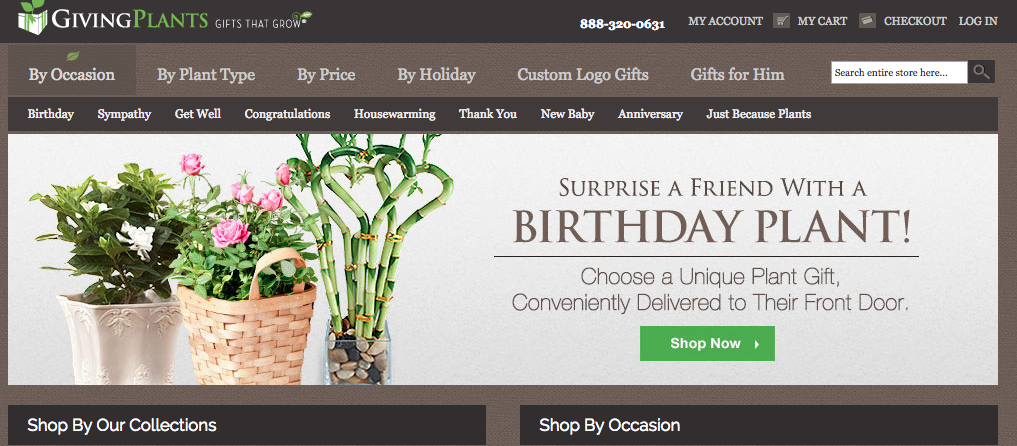 GIVINGPLANTS GIFTS THAT GROW
888-320-0631
MY ACCOUNT MY CART CHECKOUT LOG IN
By Occasion By Plant Type By Price By Holiday Custom Logo Gifts Gifts for Him
Search entire store here...
Birthday Sympathy Get Well Congratulations Housewarming Thank You New Baby Anniversary Just Because Plants
SURPRISE A FRIEND WITH A
BIRTHDAY PLANT!
Choose a Unique Plant Gift,
Conveniently Delivered to Their Front Door.
Shop Now
Shop By Our Collections
Shop By Occasion